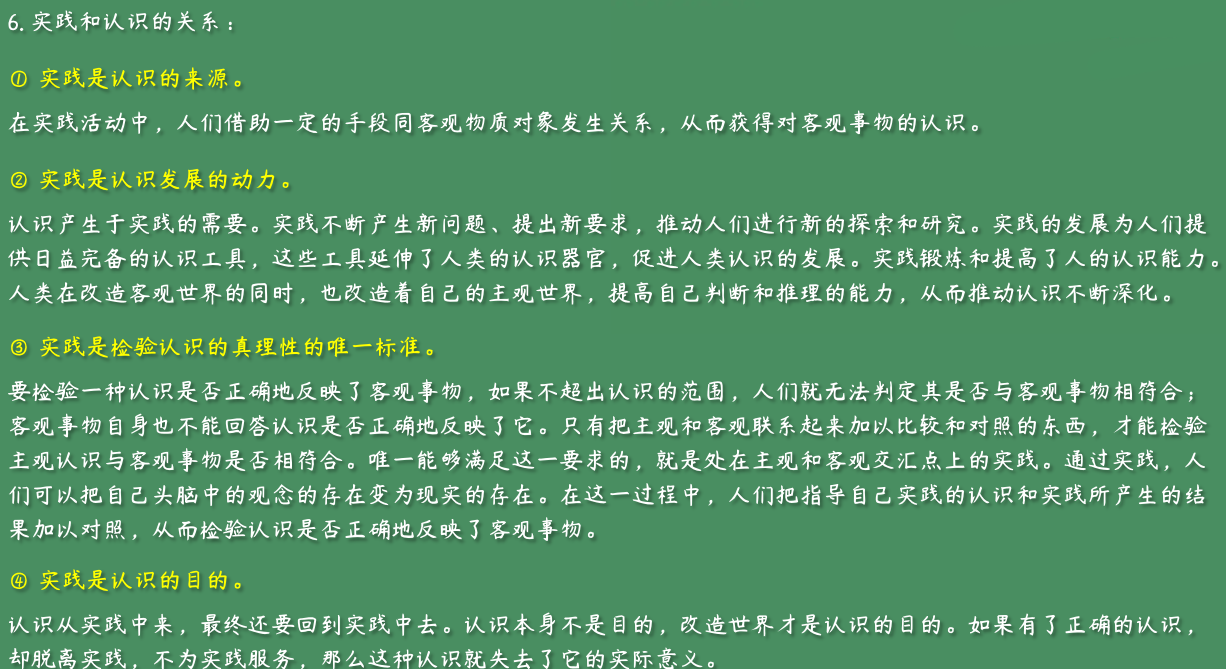 6. 实践和认识的关系：
① 实践是认识的来源。
在实践活动中，人们借助一定的手段同客观物质对象发生关系，从而获得对客观事物的认识。
② 实践是认识发展的动力。
认识产生于实践的需要。实践不断产生新问题、提出新要求，推动人们进行新的探索和研究。实践的发展为人们提
供日益完备的认识工具，这些工具延伸了人类的认识器官，促进人类认识的发展。实践锻炼和提高了人的认识能力。
人类在改造客观世界的同时，也改造着自己的主观世界，提高自己判断和推理的能力，从而推动认识不断深化。
③ 实践是检验认识的真理性的唯一标准。
要检验一种认识是否正确地反映了客观事物，如果不超出认识的范围，人们就无法判定其是否与客观事物相符合；
客观事物自身也不能回答认识是否正确地反映了它。只有把主观和客观联系起来加以比较和对照的东西，才能检验
主观认识与客观事物是否相符合。唯一能够满足这一要求的，就是处在主观和客观交汇点上的实践。通过实践，人
们可以把自己头脑中的观念的存在变为现实的存在。在这一过程中，人们把指导自己实践的认识和实践所产生的结
果加以对照，从而检验认识是否正确地反映了客观事物。
④ 实践是认识的目的。
认识从实践中来，最终还要回到实践中去。认识本身不是目的，改造世界才是认识的目的。如果有了正确的认识，
却脱离实践，不为实践服务，那么这种认识就失去了它的实际意义。